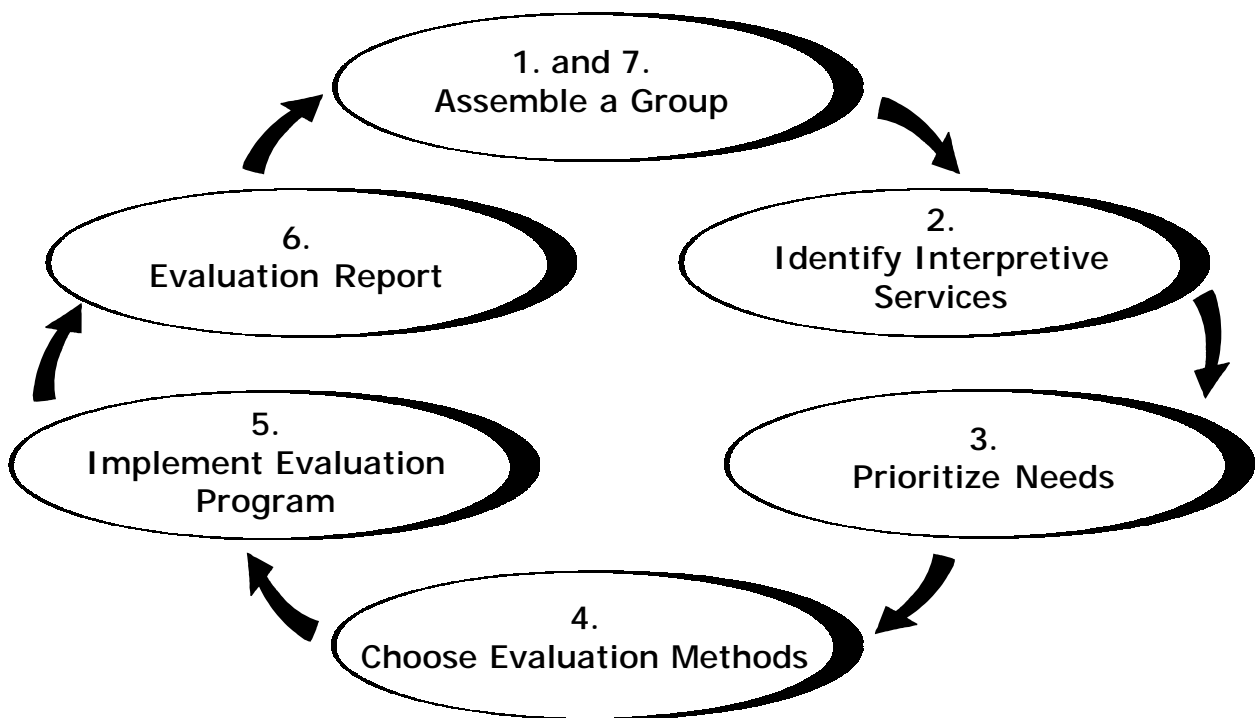 1. and 7.
Assemble a Group
2.
Identify Interpretive
Services
3.
Prioritize Needs
4.
Choose Evaluation Methods
5.
Implement Evaluation
Program
6.
Evaluation Report